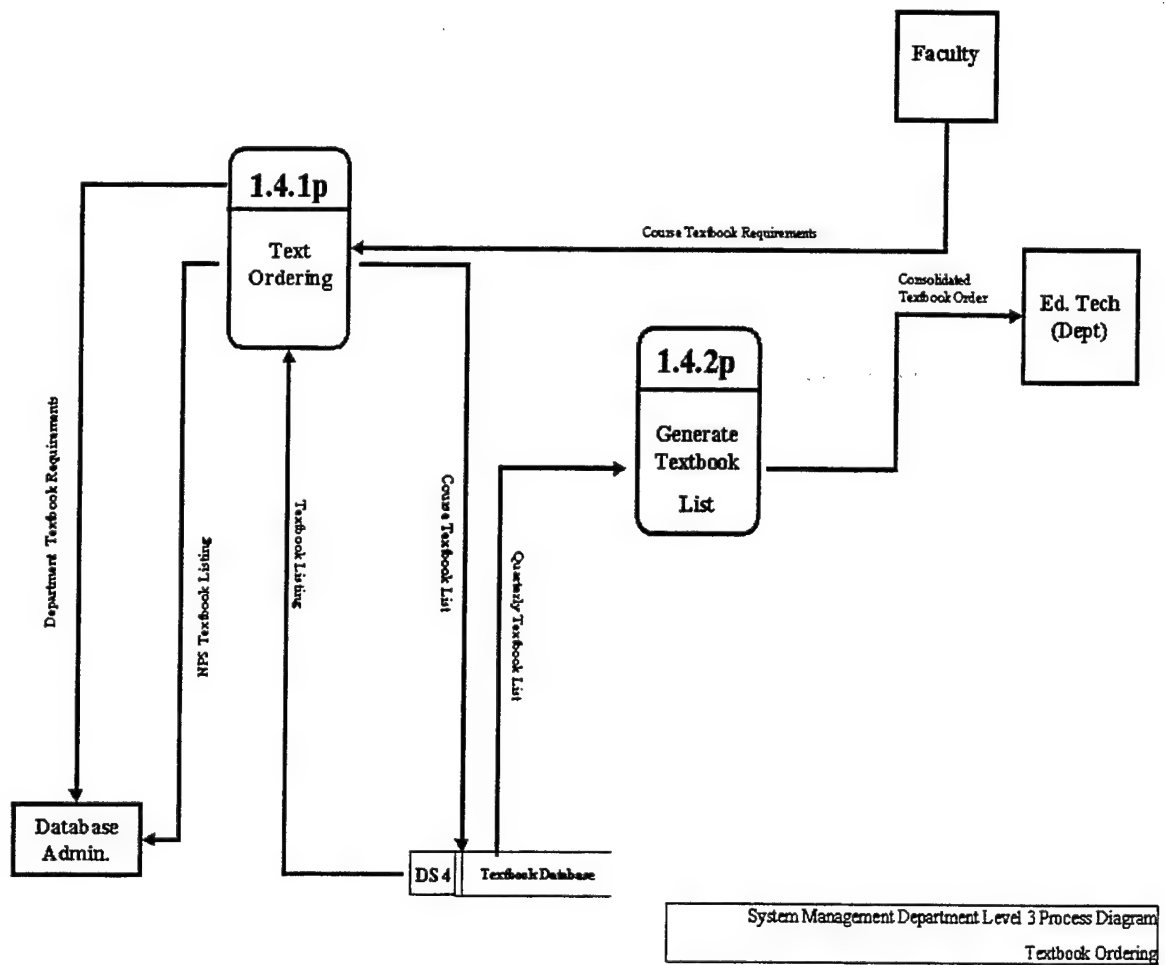 Faculty
1.4.1p
Text
Ordering
Course Textbook Requirements
Consolidated
Textbook Order
Ed. Tech
(Dept)
1.4.2p
Generate
Textbook
List
Department Textbook Requirements
NPS Textbook Listing
Textbook Listing
Course Textbook List
Quarterly Textbook List
Database
Admin.
DS 4
Textbook Database
System Management Department Level 3 Process Diagram
Textbook Ordering